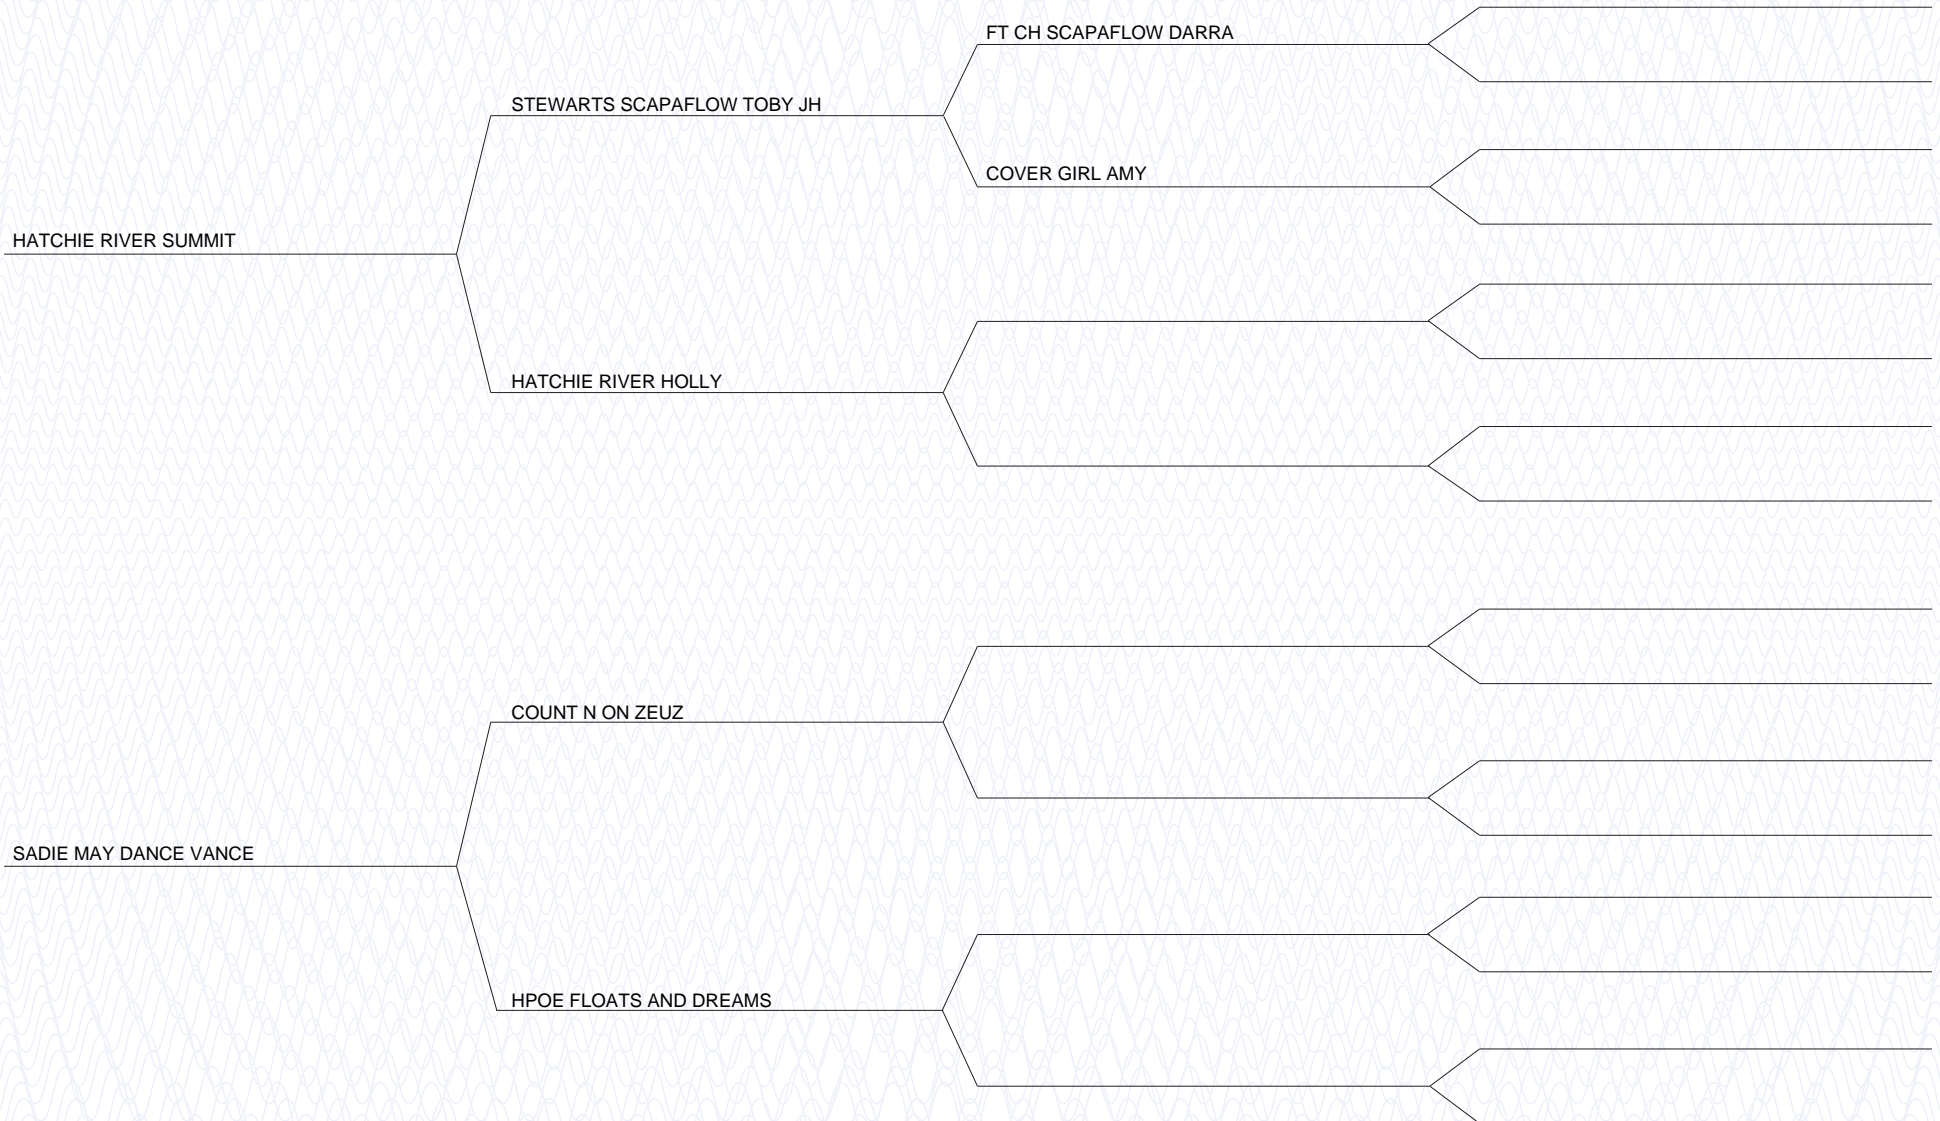 FT CH SCAPAFLOW DARRA
STEWARTS SCAPAFLOW TOBY JH
COVER GIRL AMY
HATCHIE RIVER SUMMIT
HATCHIE RIVER HOLLY
COUNT N ON ZEUZ
SADIE MAY DANCE VANCE
HPOE FLOATS AND DREAMS